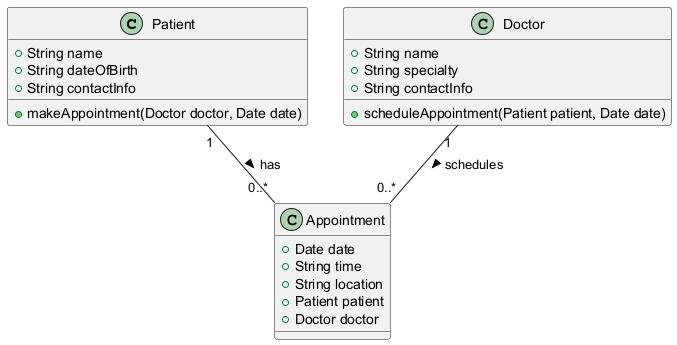 C Patient
String name
String dateOfBirth
String contactInfo
makeAppointment(Doctor doctor, Date date)
C Doctor
String name
String specialty
String contactInfo
scheduleAppointment(Patient patient, Date date)
1
has
0..*
1
schedules
0..*
C Appointment
Date date
String time
String location
Patient patient
Doctor doctor